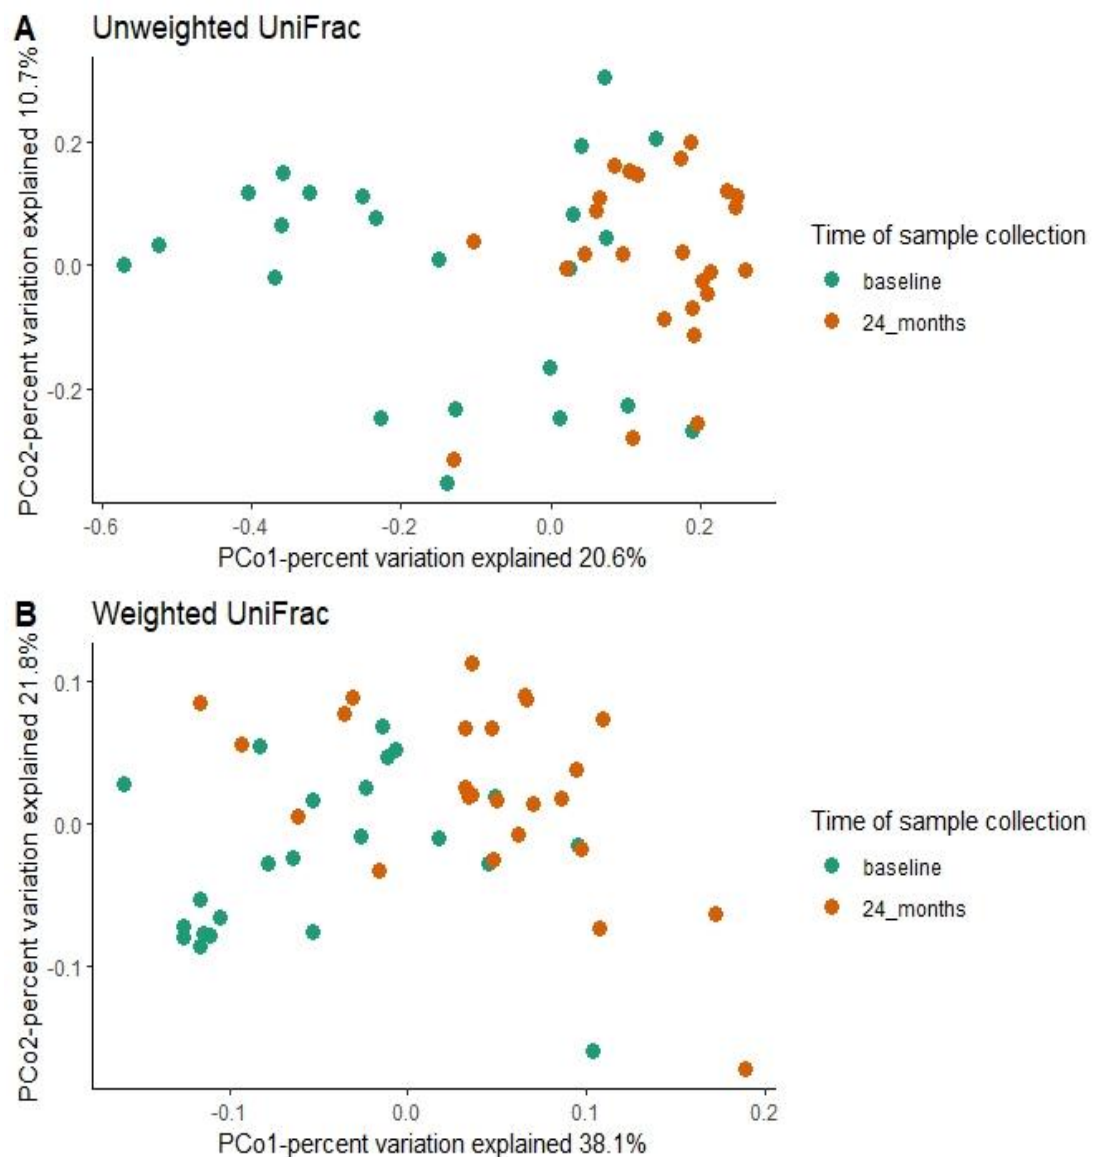 A Unweighted UniFrac
PCo2-percent variation explained 10.7%
0.2
0.0
-0.2
-0.6 -0.4 -0.2 0.0 0.2
PCo1-percent variation explained 20.6%
Time of sample collection
baseline
24_months
B Weighted UniFrac
PCo2-percent variation explained 21.8%
0.1
0.0
-0.1
-0.1 0.0 0.1 0.2
PCo1-percent variation explained 38.1%
Time of sample collection
baseline
24_months